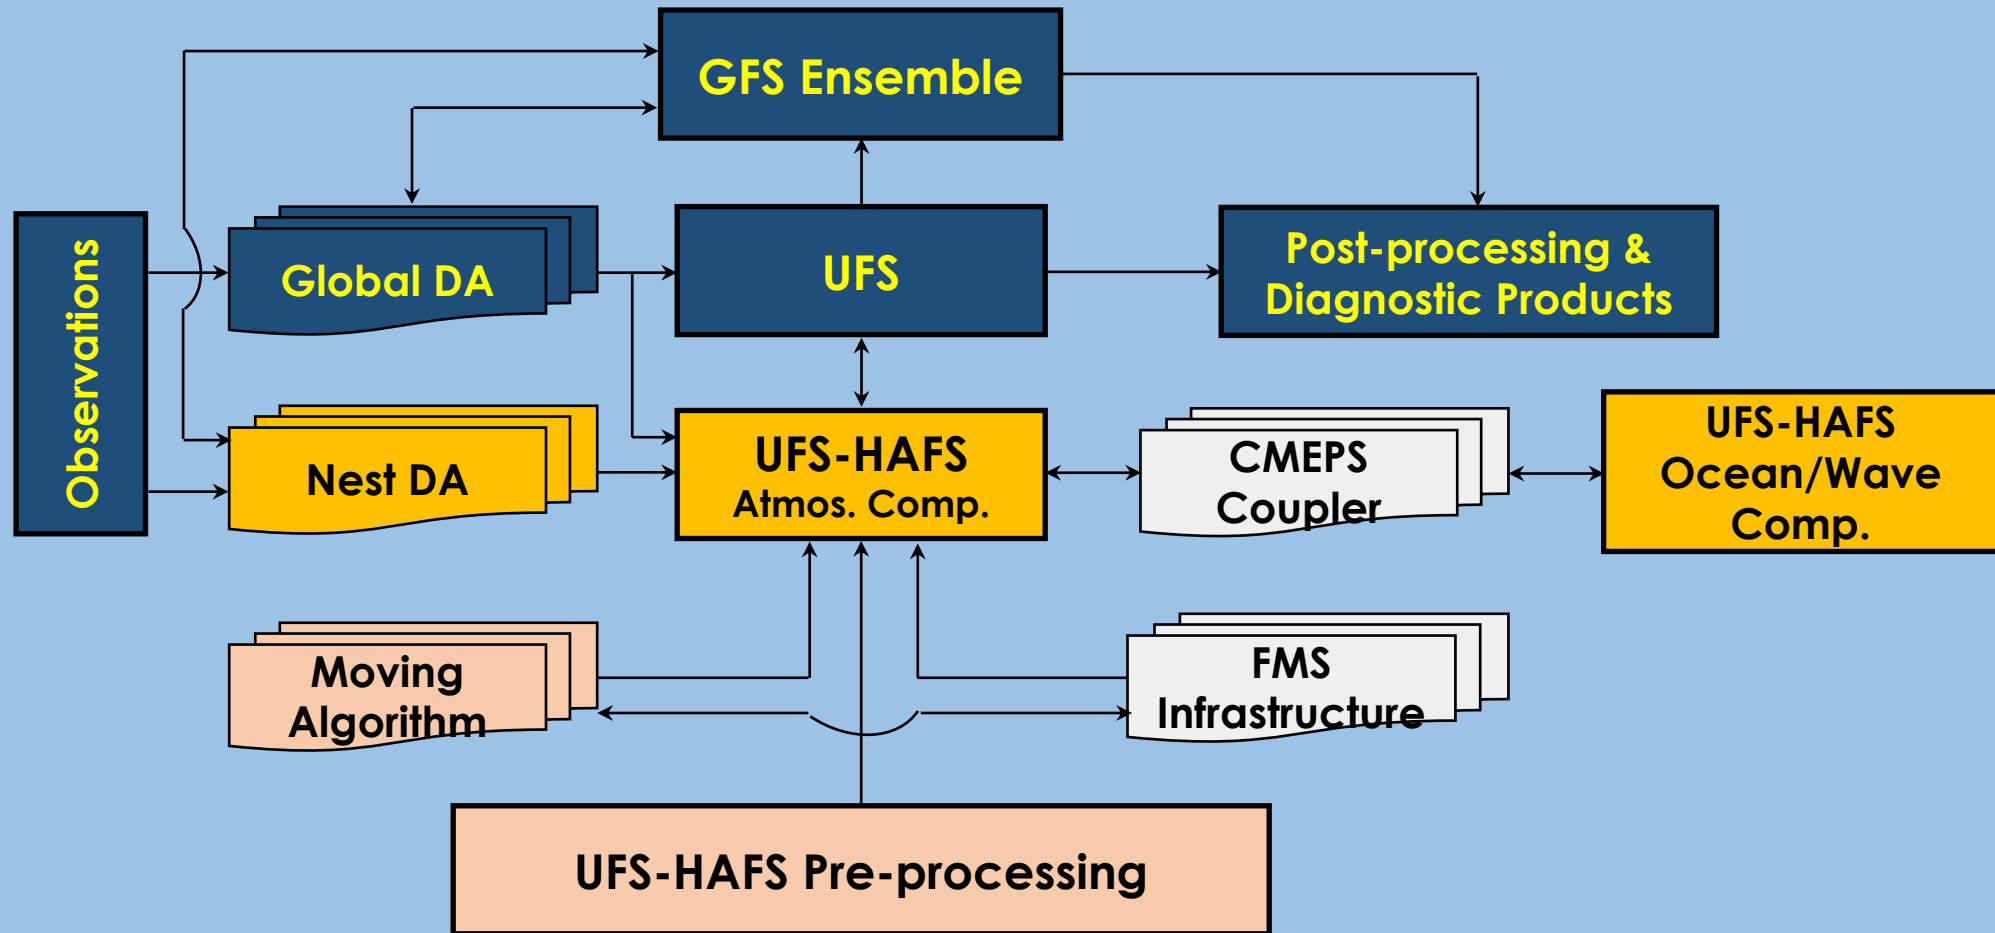 GFS Ensemble
Observations
Global DA
UFS
Post-processing &
Diagnostic Products
Nest DA
UFS-HAFS
Atmos. Comp.
CMEPS
Coupler
UFS-HAFS
Ocean/Wave
Comp.
Moving
Algorithm
FMS
Infrastructure
UFS-HAFS Pre-processing